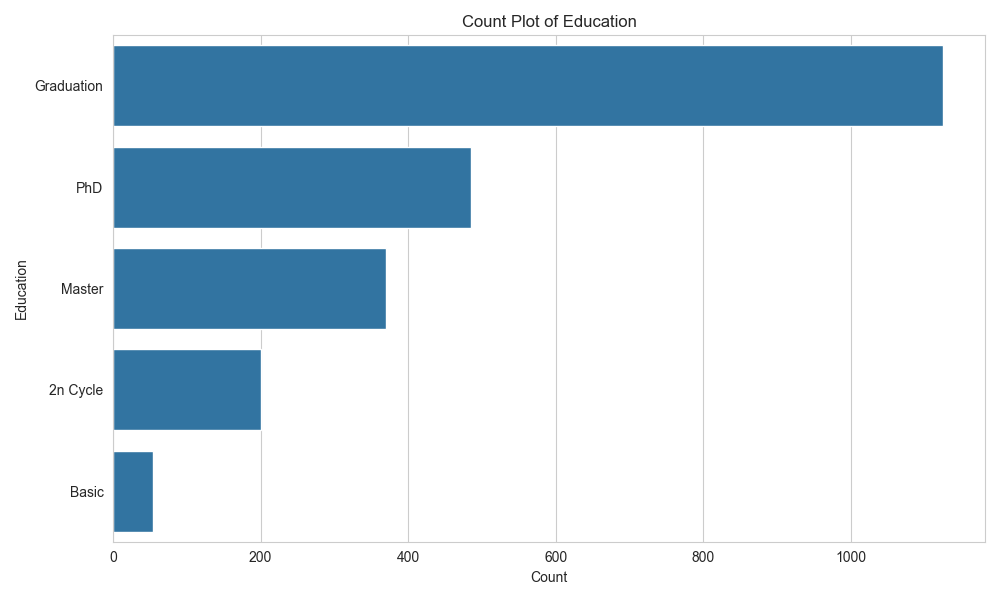 Count Plot of Education
Education
Graduation
PhD
Master
2n Cycle
Basic
0 200 400 600 800 1000
Count